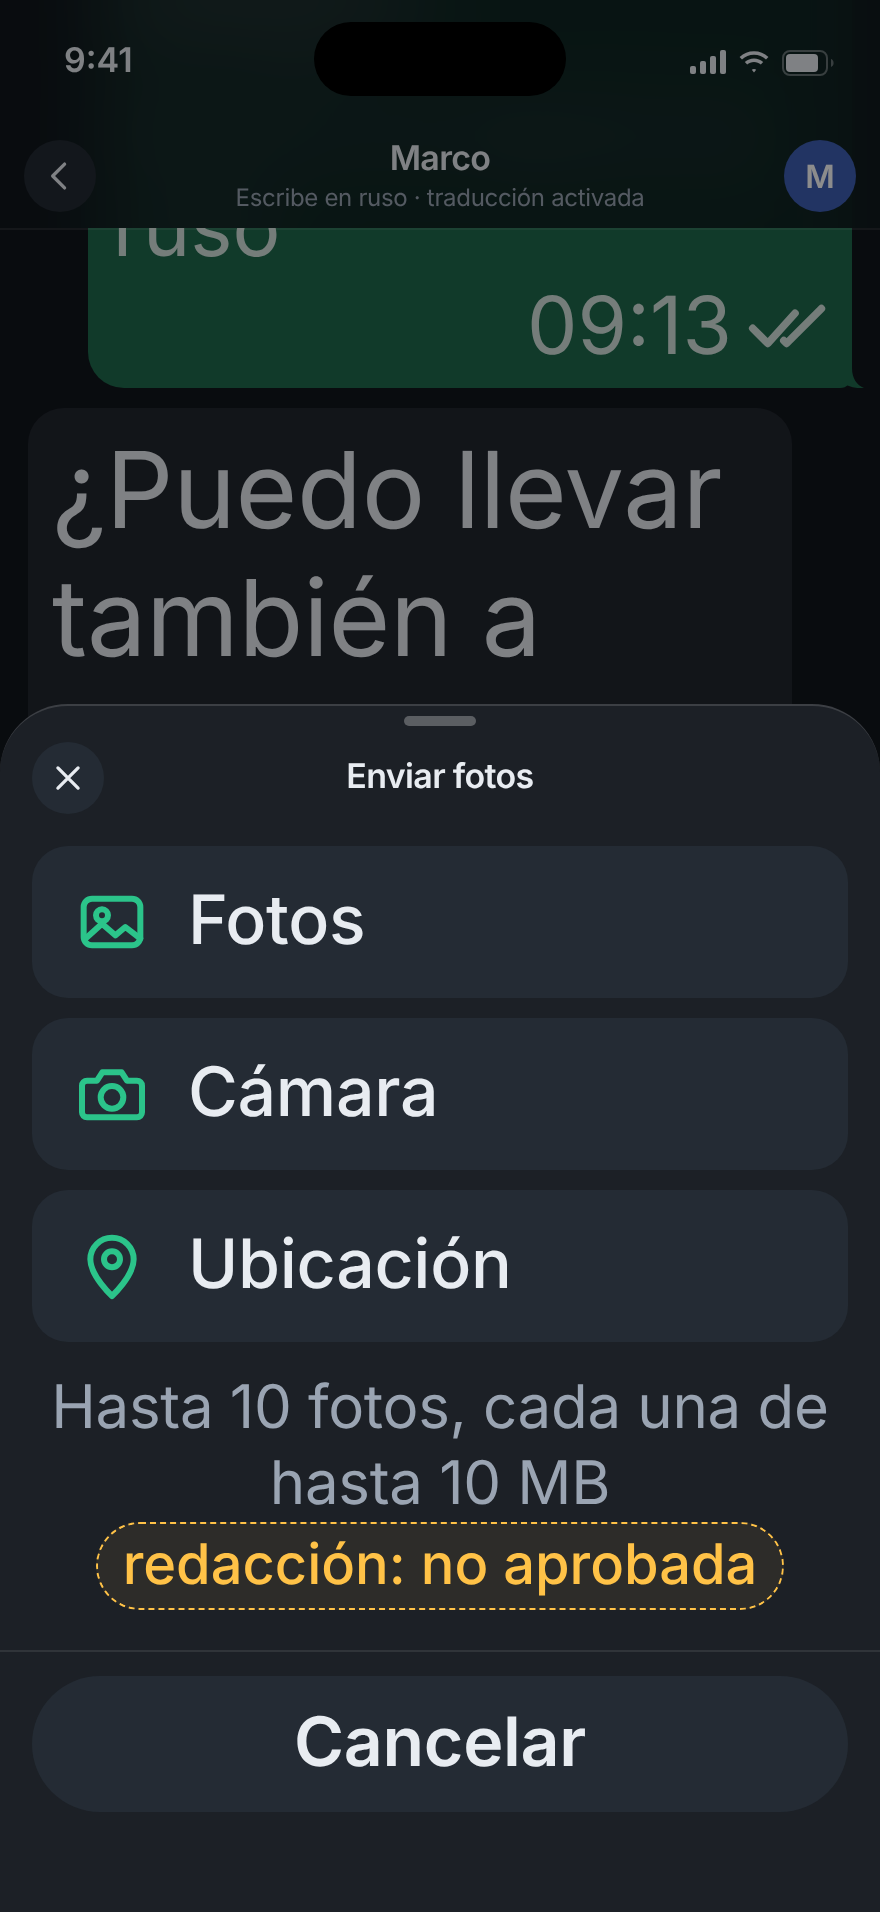 9:41
Marco
Escribe en ruso · traducción activada
M
ruso
09:13
¿Puedo llevar
también a
Enviar fotos
Fotos
Cámara
Ubicación
Hasta 10 fotos, cada una de
hasta 10 MB
redacción: no aprobada
Cancelar